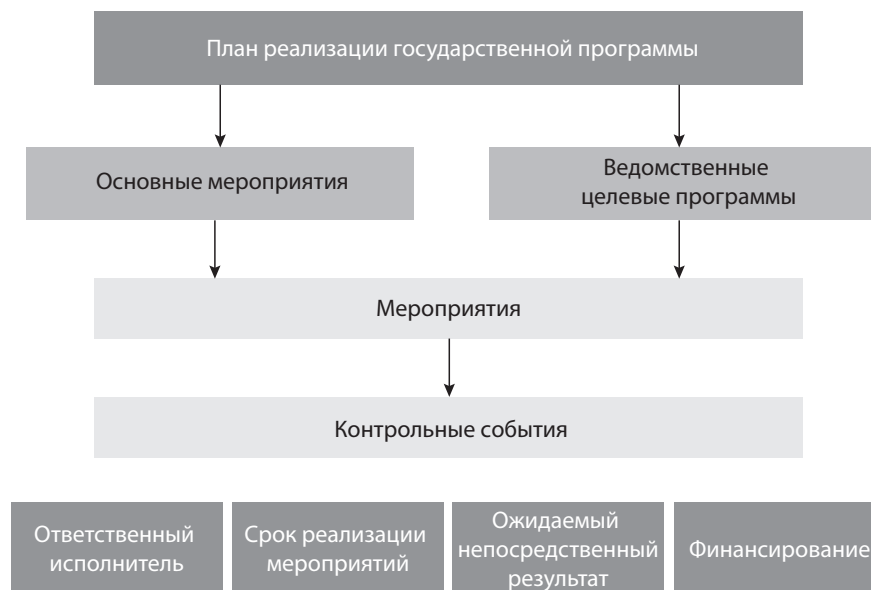 План реализации государственной программы
Основные мероприятия
Ведомственные
целевые программы
Мероприятия
Контрольные события
Ответственный
исполнитель
Срок реализации
мероприятий
Ожидаемый
непосредственный
результат
Финансирование